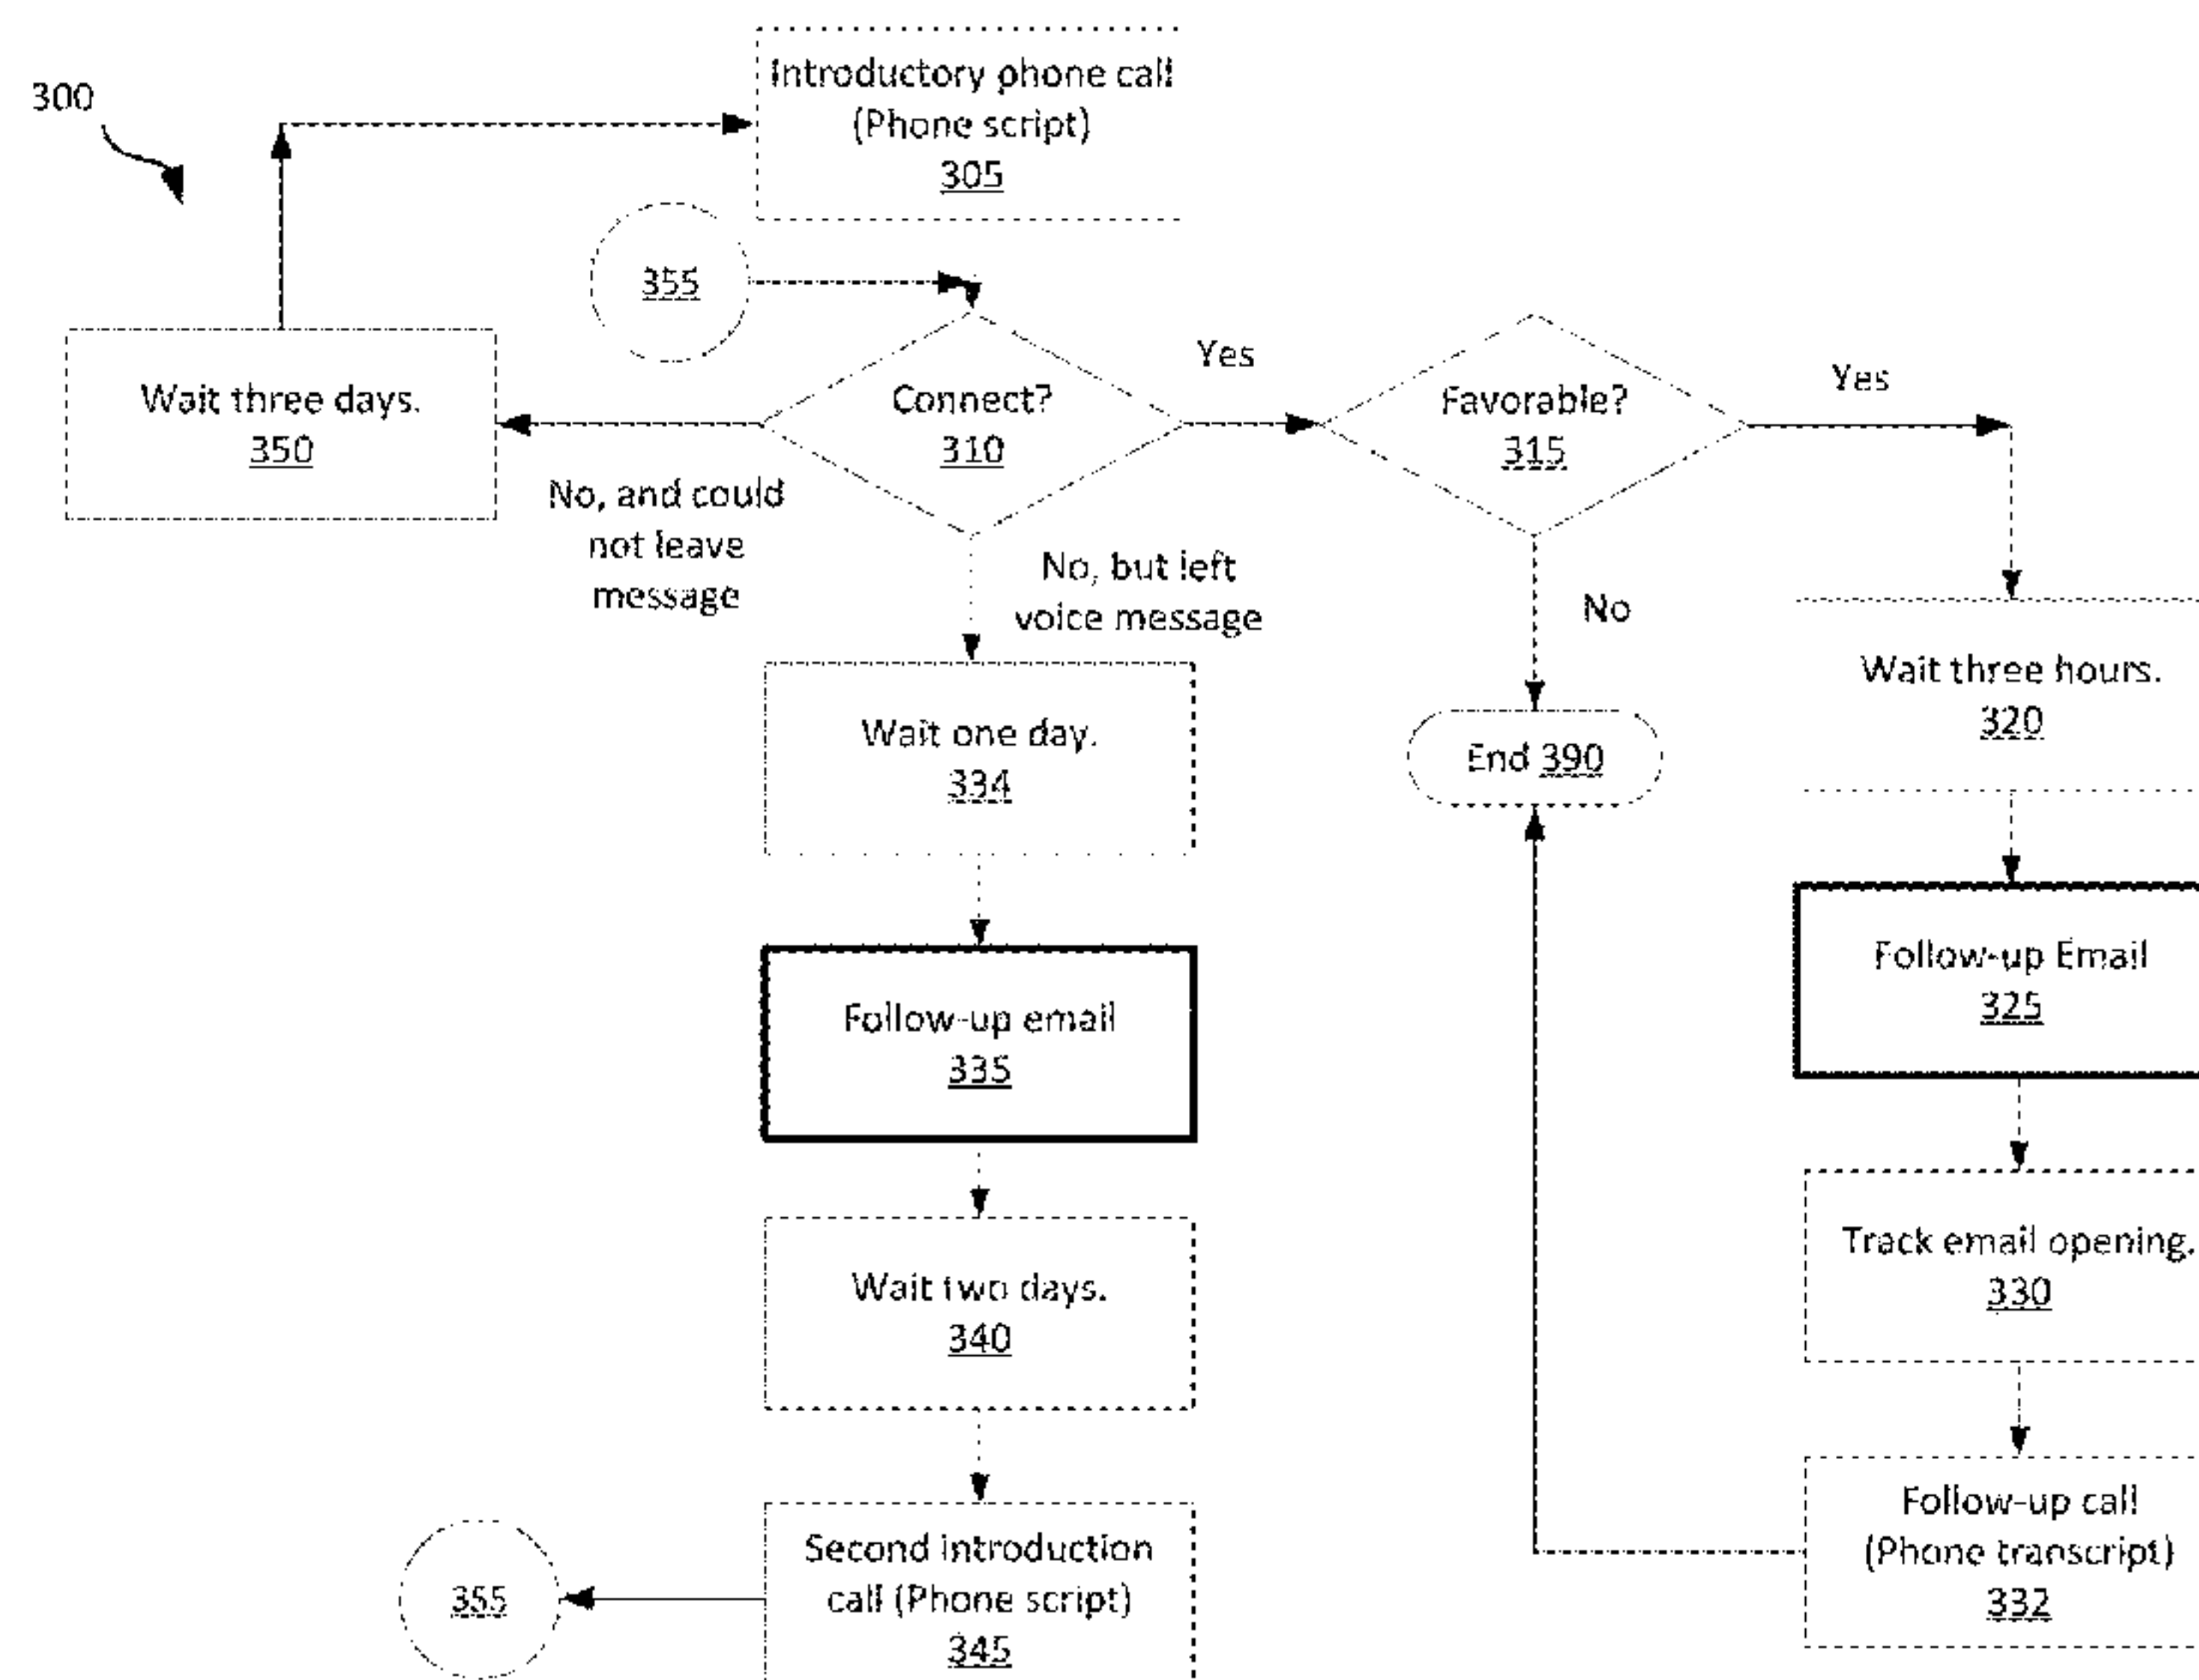 300
Introductory phone call
(Phone script)
305
355
Wait three days.
350
Connect?
310
Yes
Favorable?
315
Yes
No, and could
not leave
message
No, but left
voice message
No
Wait three hours.
320
Wait one day.
334
End 390
Follow-up email
335
Follow-up Email
325
Wait two days.
340
Track email opening.
330
Second introduction
call (Phone script)
345
355
Follow-up call
(Phone transcript)
332